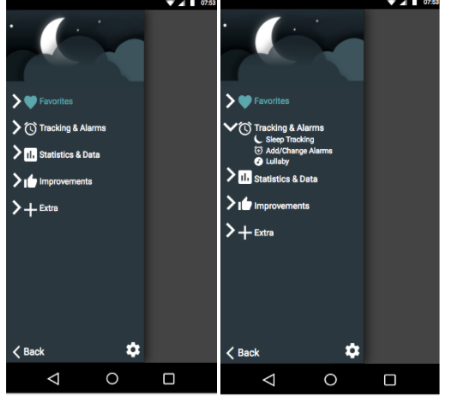 07:53
Favorites
Tracking & Alarms
Statistics & Data
Improvements
Extra
Back
07:53
Favorites
Tracking & Alarms
Sleep Tracking
Add/Change Alarms
Lullaby
Statistics & Data
Improvements
Extra
Back